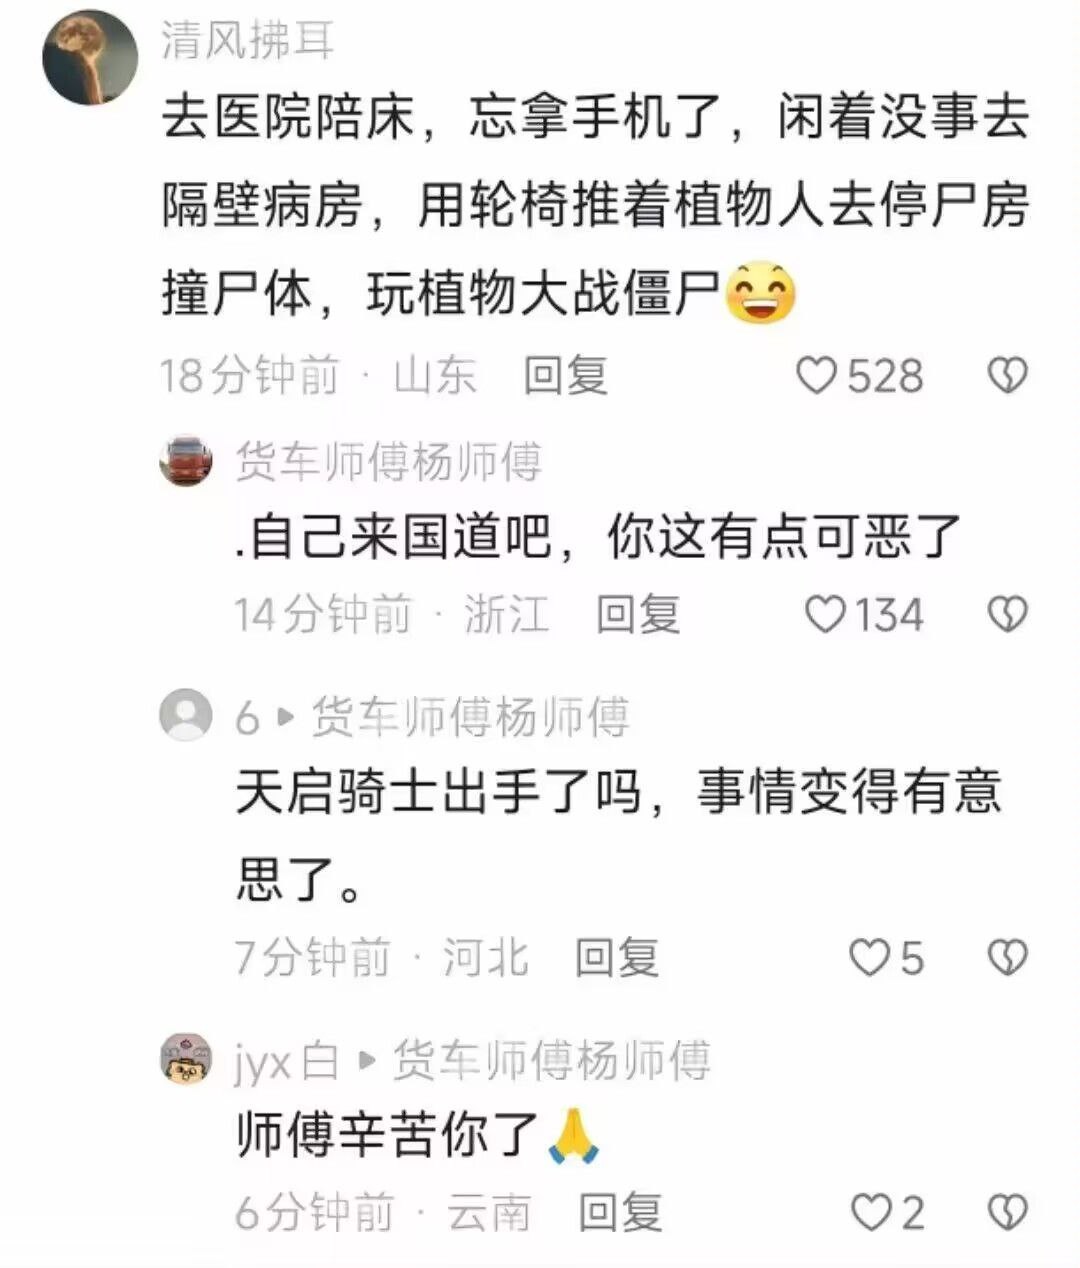 清风拂耳
去医院陪床，忘拿手机了，闲着没事去
隔壁病房，用轮椅推着植物人去停尸房
撞尸体，玩植物大战僵尸😄
18分钟前 · 山东 回复 528
货车师傅杨师傅
.自己来国道吧，你这有点可恶了
14分钟前 · 浙江 回复 134
6 ▸ 货车师傅杨师傅
天启骑士出手了吗，事情变得有意
思了。
7分钟前 · 河北 回复 5
jyx白 ▸ 货车师傅杨师傅
师傅辛苦你了🙏
6分钟前 · 云南 回复 2